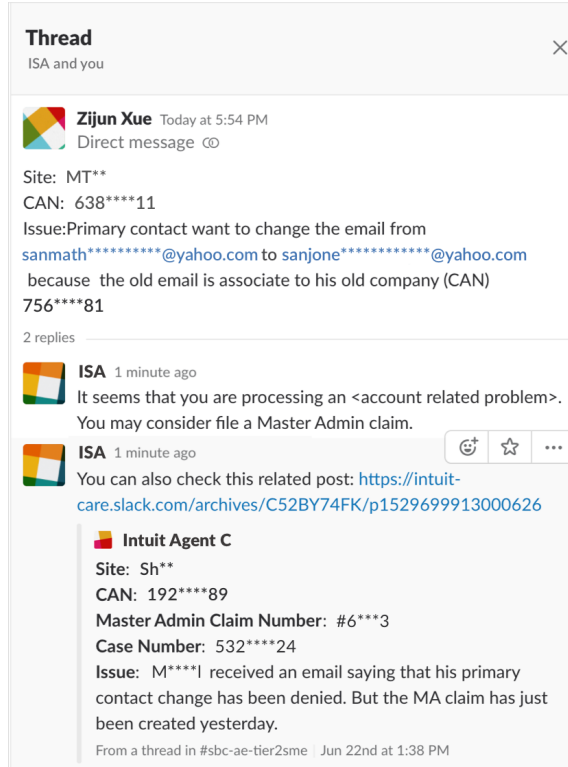 Thread
ISA and you
Zijun Xue Today at 5:54 PM
Direct message
Site: MT**
CAN: 638****11
Issue:Primary contact want to change the email from
sanmath**********@yahoo.com to sanjone************@yahoo.com
because the old email is associate to his old company (CAN)
756****81
2 replies
ISA 1 minute ago
It seems that you are processing an <account related problem>.
You may consider file a Master Admin claim.
ISA 1 minute ago
You can also check this related post: https://intuit-
care.slack.com/archives/C52BY74FK/p1529699913000626
Intuit Agent C
Site: Sh**
CAN: 192****89
Master Admin Claim Number: #6***3
Case Number: 532****24
Issue: M****l received an email saying that his primary
contact change has been denied. But the MA claim has just
been created yesterday.
From a thread in #sbc-ae-tier2sme | Jun 22nd at 1:38 PM